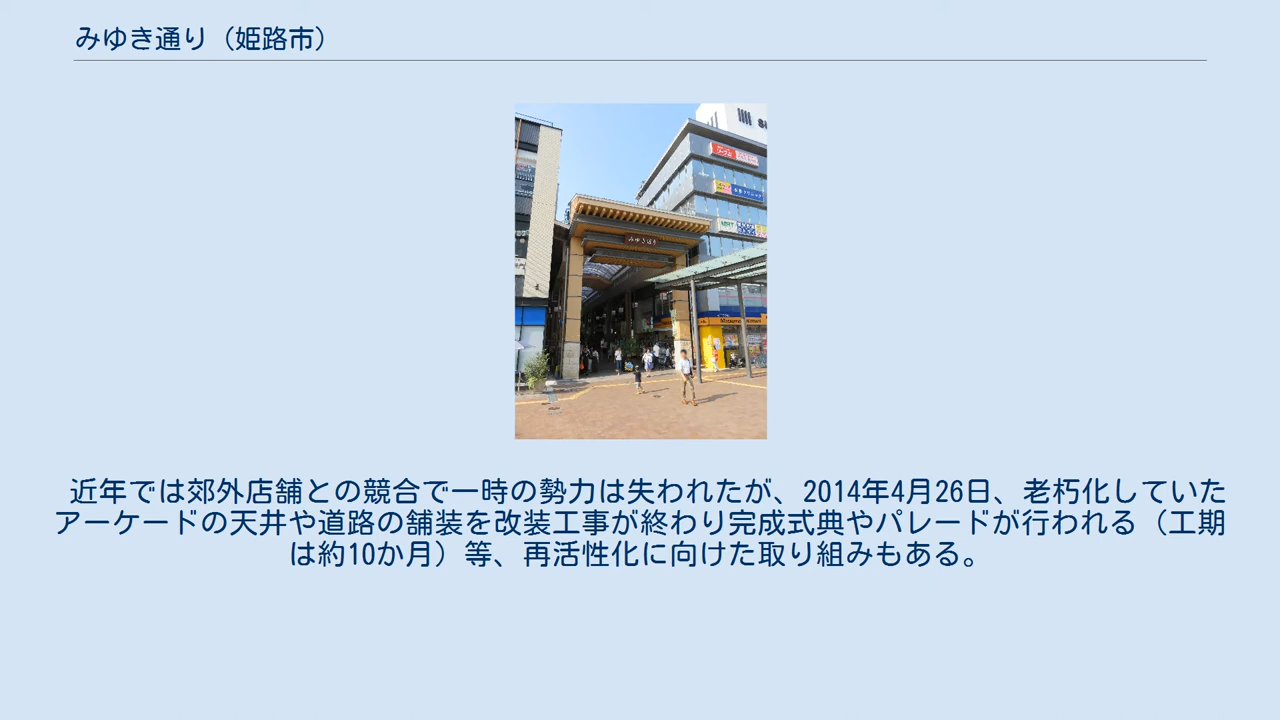 みゆき通り（姫路市）
みゆき通り
近年では郊外店舗との競合で一時の勢力は失われたが、2014年4月26日、老朽化していた
アーケードの天井や道路の舗装を改装工事が終わり完成式典やパレードが行われる（工期
は約10か月）等、再活性化に向けた取り組みもある。